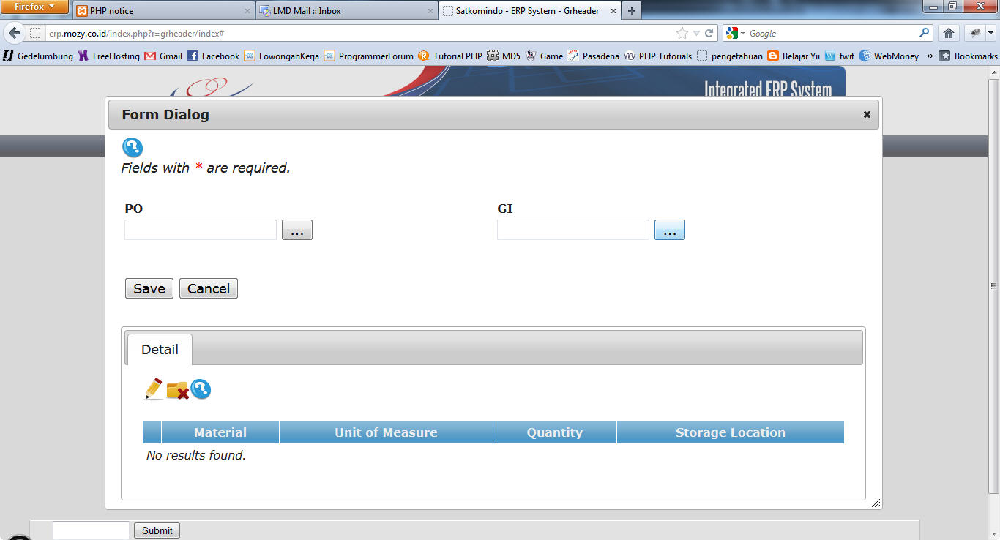 Firefox
PHP notice
LMD Mail :: Inbox
Satkomindo - ERP System - Grheader
erp.mozy.co.id/index.php?r=grheader/index#
Google
Gedelumbung FreeHosting Gmail Facebook LowonganKerja ProgrammerForum Tutorial PHP MD5 Game Pasadena PHP Tutorials pengetahuan Belajar Yii twit WebMoney » Bookmarks
Integrated ERP System
Form Dialog
Fields with * are required.
PO GI
... ...
Save Cancel
Detail
Material Unit of Measure Quantity Storage Location
No results found.
Submit